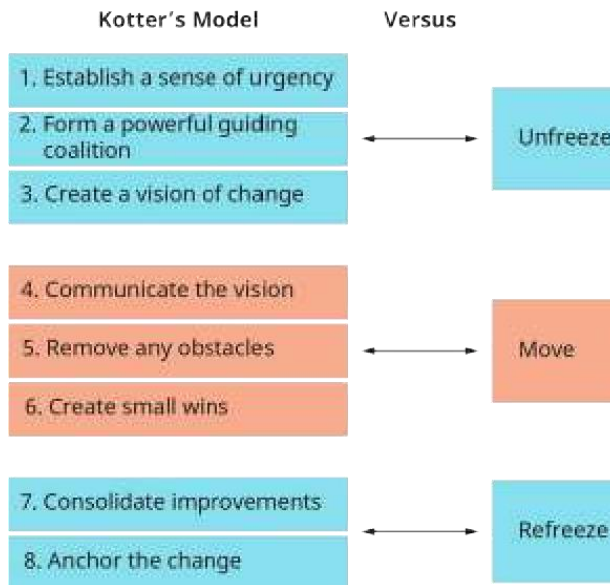 Kotter's Model Versus
1. Establish a sense of urgency
2. Form a powerful guiding
coalition
3. Create a vision of change
Unfreeze
4. Communicate the vision
5. Remove any obstacles
6. Create small wins
Move
7. Consolidate improvements
8. Anchor the change
Refreeze